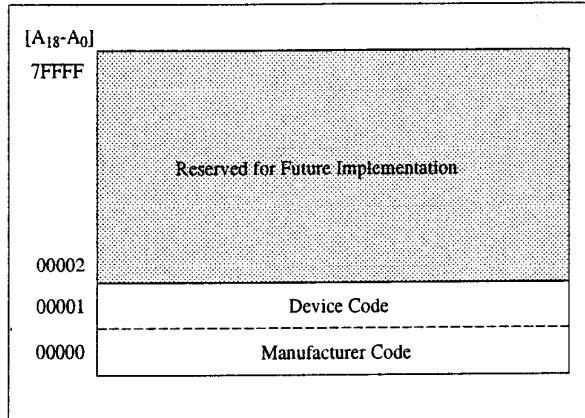 [A18-A0]
7FFFF
Reserved for Future Implementation
00002
00001 Device Code
00000 Manufacturer Code